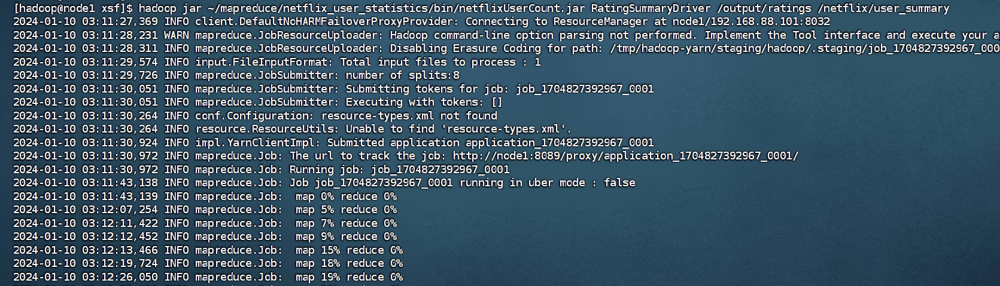 [hadoop@node1 xsf]$ hadoop jar ~/mapreduce/netflix_user_statistics/bin/netflixUserCount.jar RatingSummaryDriver /output/ratings /netflix/user_summary
2024-01-10 03:11:27,369 INFO client.DefaultNoHARMFailoverProxyProvider: Connecting to ResourceManager at node1/192.168.88.101:8032
2024-01-10 03:11:28,231 WARN mapreduce.JobResourceUploader: Hadoop command-line option parsing not performed. Implement the Tool interface and execute your a
2024-01-10 03:11:28,311 INFO mapreduce.JobResourceUploader: Disabling Erasure Coding for path: /tmp/hadoop-yarn/staging/hadoop/.staging/job_1704827392967_000
2024-01-10 03:11:29,574 INFO input.FileInputFormat: Total input files to process : 1
2024-01-10 03:11:29,726 INFO mapreduce.JobSubmitter: number of splits:8
2024-01-10 03:11:30,051 INFO mapreduce.JobSubmitter: Submitting tokens for job: job_1704827392967_0001
2024-01-10 03:11:30,051 INFO mapreduce.JobSubmitter: Executing with tokens: []
2024-01-10 03:11:30,264 INFO conf.Configuration: resource-types.xml not found
2024-01-10 03:11:30,264 INFO resource.ResourceUtils: Unable to find 'resource-types.xml'.
2024-01-10 03:11:30,924 INFO impl.YarnClientImpl: Submitted application application_1704827392967_0001
2024-01-10 03:11:30,972 INFO mapreduce.Job: The url to track the job: http://node1:8089/proxy/application_1704827392967_0001/
2024-01-10 03:11:30,972 INFO mapreduce.Job: Running job: job_1704827392967_0001
2024-01-10 03:11:43,138 INFO mapreduce.Job: Job job_1704827392967_0001 running in uber mode : false
2024-01-10 03:11:43,139 INFO mapreduce.Job:  map 0% reduce 0%
2024-01-10 03:12:07,254 INFO mapreduce.Job:  map 5% reduce 0%
2024-01-10 03:12:11,422 INFO mapreduce.Job:  map 7% reduce 0%
2024-01-10 03:12:12,452 INFO mapreduce.Job:  map 9% reduce 0%
2024-01-10 03:12:13,466 INFO mapreduce.Job:  map 15% reduce 0%
2024-01-10 03:12:19,724 INFO mapreduce.Job:  map 18% reduce 0%
2024-01-10 03:12:26,050 INFO mapreduce.Job:  map 19% reduce 0%